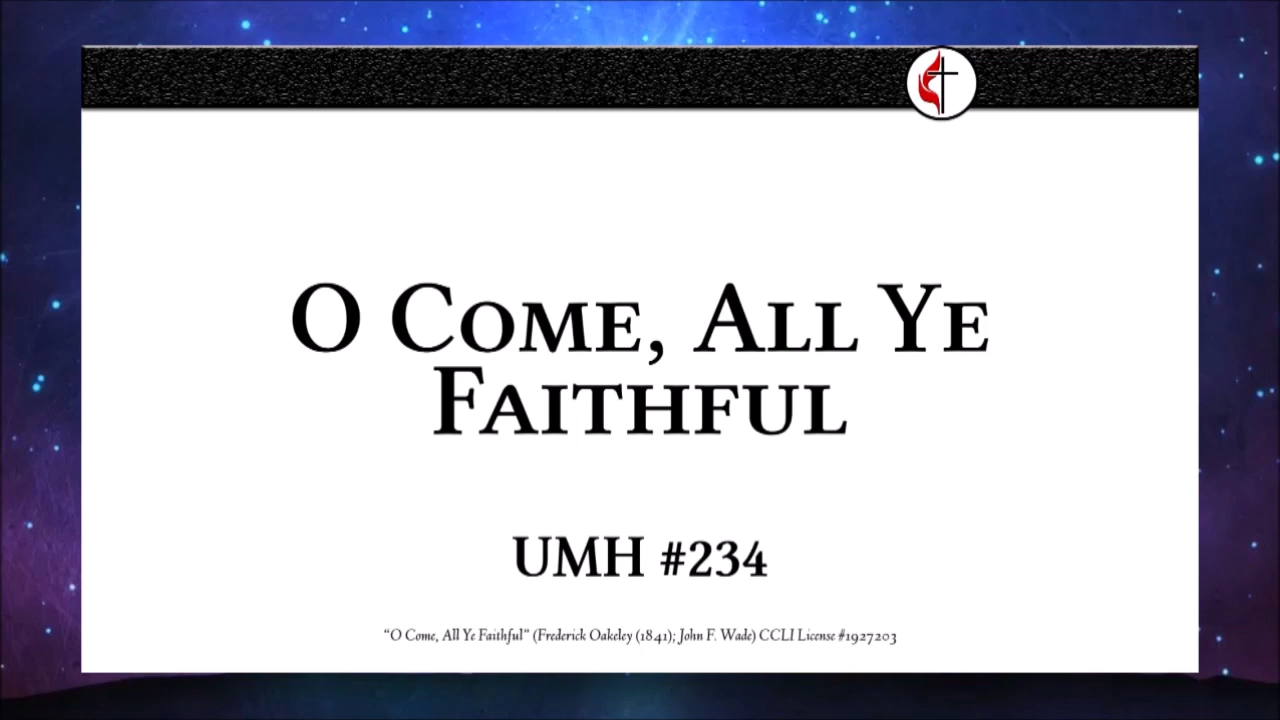 O Come, All Ye
Faithful
UMH #234
“O Come, All Ye Faithful” (Frederick Oakeley (1841); John F. Wade) CCLI License #1927203